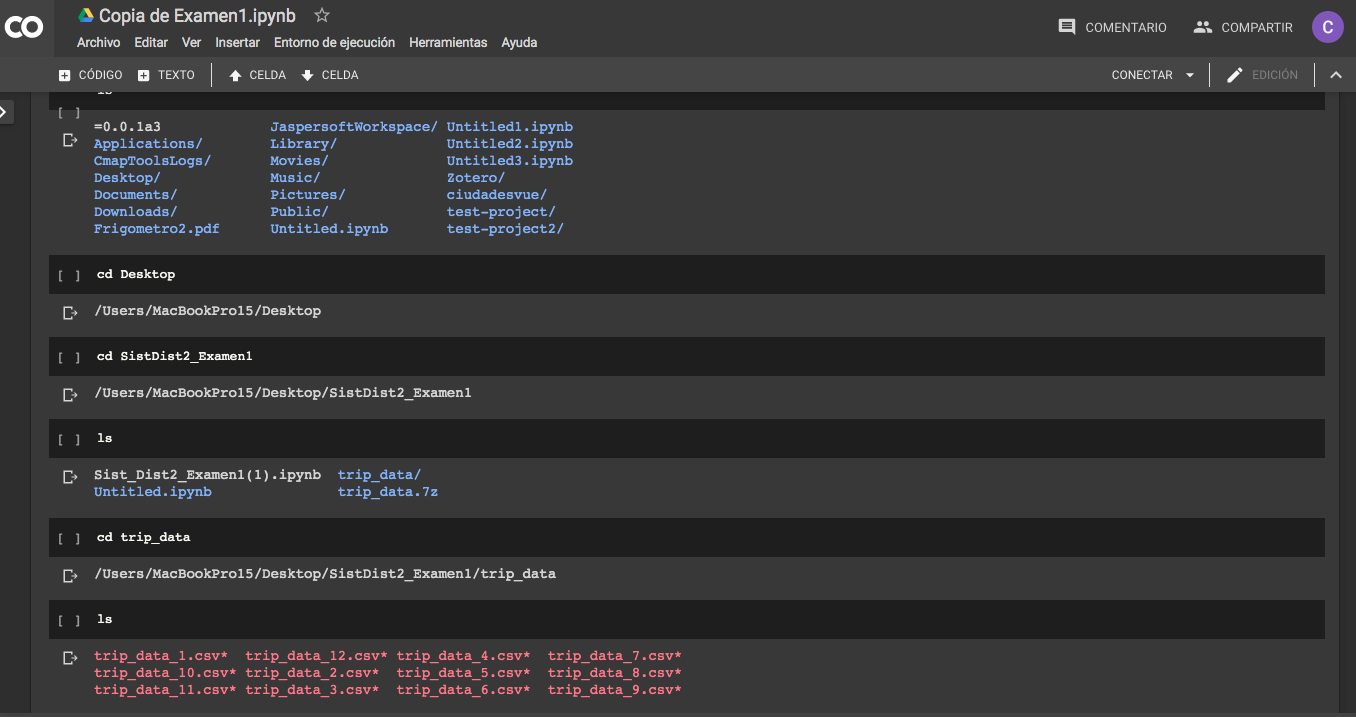 Copia de Examen1.ipynb
COMENTARIO COMPARTIR C
Archivo Editar Ver Insertar Entorno de ejecución Herramientas Ayuda
CÓDIGO TEXTO CELDA CELDA CONECTAR EDICIÓN
ls
[ ]
=0.0.1a3 JaspersoftWorkspace/ Untitled1.ipynb
Applications/ Library/ Untitled2.ipynb
CmapToolsLogs/ Movies/ Untitled3.ipynb
Desktop/ Music/ Zotero/
Documents/ Pictures/ ciudadesvue/
Downloads/ Public/ test-project/
Frigometro2.pdf Untitled.ipynb test-project2/
[ ] cd Desktop
/Users/MacBookPro15/Desktop
[ ] cd SistDist2_Examen1
/Users/MacBookPro15/Desktop/SistDist2_Examen1
[ ] ls
Sist_Dist2_Examen1(1).ipynb trip_data/
Untitled.ipynb trip_data.7z
[ ] cd trip_data
/Users/MacBookPro15/Desktop/SistDist2_Examen1/trip_data
[ ] ls
trip_data_1.csv* trip_data_12.csv* trip_data_4.csv* trip_data_7.csv*
trip_data_10.csv* trip_data_2.csv* trip_data_5.csv* trip_data_8.csv*
trip_data_11.csv* trip_data_3.csv* trip_data_6.csv* trip_data_9.csv*